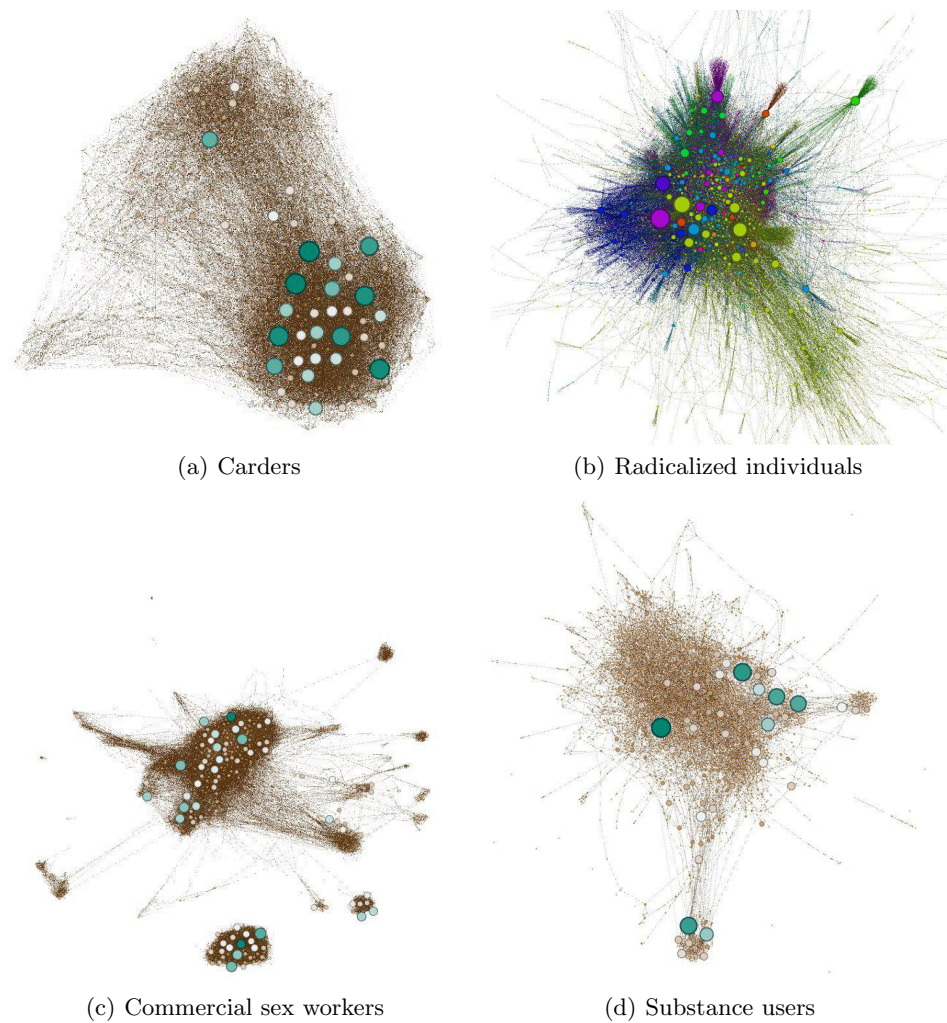 (a) Carders
(b) Radicalized individuals
(c) Commercial sex workers
(d) Substance users